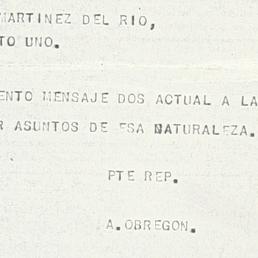 MARTINEZ DEL RIO,
TO UNO.
ENTO MENSAJE DOS ACTUAL A LA
R ASUNTOS DE ESA NATURALEZA.
PTE REP.
A. OBREGON.